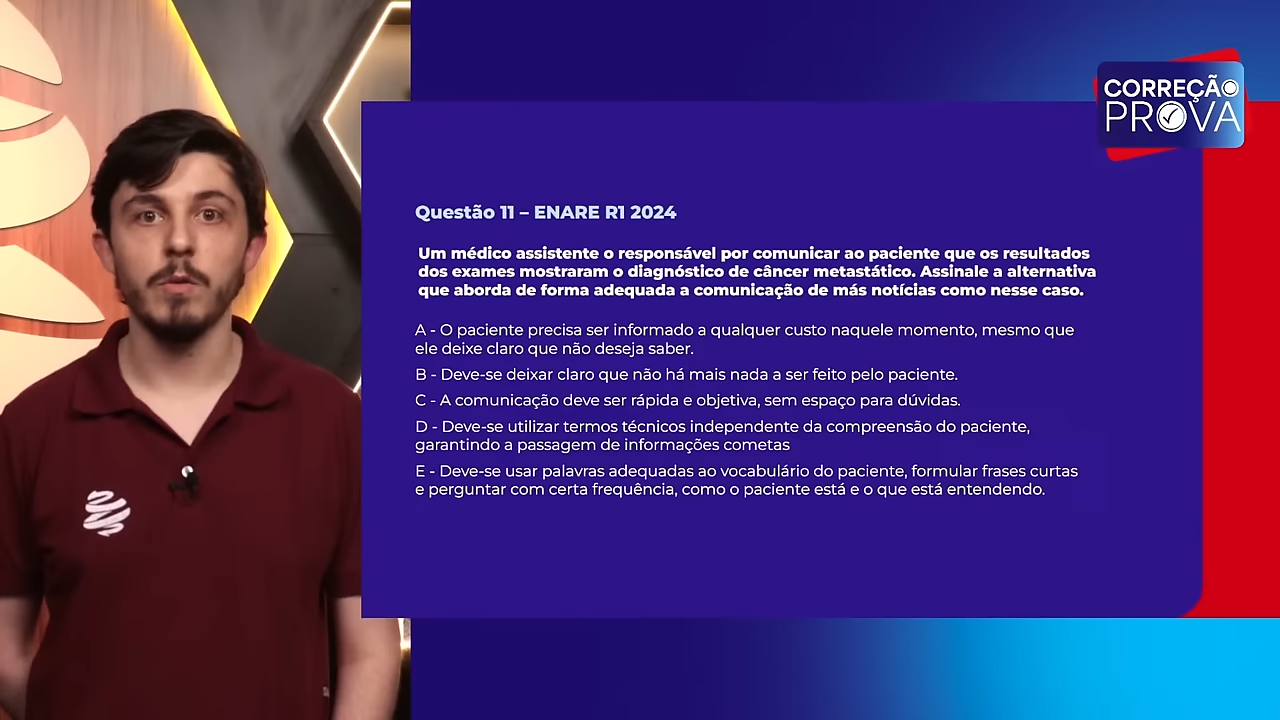 CORREÇÃO
PROVA
Questão 11 – ENARE R1 2024
Um médico assistente o responsável por comunicar ao paciente que os resultados
dos exames mostraram o diagnóstico de câncer metastático. Assinale a alternativa
que aborda de forma adequada a comunicação de más notícias como nesse caso.
A - O paciente precisa ser informado a qualquer custo naquele momento, mesmo que
ele deixe claro que não deseja saber.
B - Deve-se deixar claro que não há mais nada a ser feito pelo paciente.
C - A comunicação deve ser rápida e objetiva, sem espaço para dúvidas.
D - Deve-se utilizar termos técnicos independente da compreensão do paciente,
garantindo a passagem de informações cometas
E - Deve-se usar palavras adequadas ao vocabulário do paciente, formular frases curtas
e perguntar com certa frequência, como o paciente está e o que está entendendo.